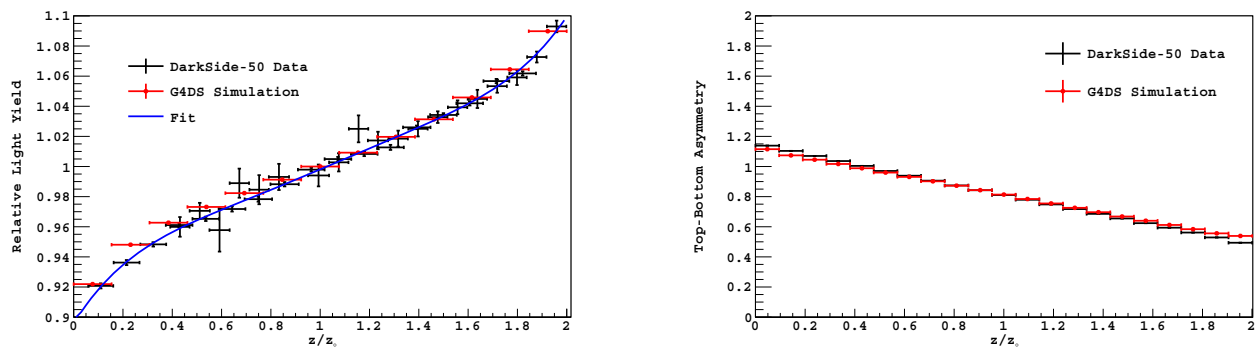 1.1
1.08
1.06
1.04
1.02
1
0.98
0.96
0.94
0.92
0.9
Relative Light Yield
DarkSide-50 Data
G4DS Simulation
Fit
0 0.2 0.4 0.6 0.8 1 1.2 1.4 1.6 1.8 2
z/z₀
2
1.8
1.6
1.4
1.2
1
0.8
0.6
0.4
0.2
0
Top-Bottom Asymmetry
DarkSide-50 Data
G4DS Simulation
0 0.2 0.4 0.6 0.8 1 1.2 1.4 1.6 1.8 2
z/z₀